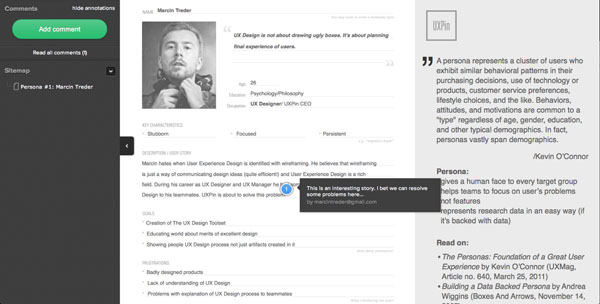 Comments
hide annotations
Add comment
Read all comments (1)
Sitemap
Persona #1: Marcin Treder
NAME Marcin Treder
UX Design is not about drawing ugly boxes. It's about planning
final experience of users.
Age 26
Education Psychology/Philosophy
Occupation UX Designer/ UXPin CEO
KEY CHARACTERISTICS
Stubborn
Focused
Persistent
DESCRIPTION / USER STORY
Marcin hates when User Experience Design is identified with wireframing. He believes that wireframing
is just a way of communicating design ideas (quite efficient!) and User Experience Design is a rich
field. During his career as UX Designer and UX Manager he
Design to his teammates. UXPin is about to solve this problem
1
This is an interesting story. I bet we can resolve
some problems here...
by marcintreder@gmail.com
GOALS
Creation of The UX Design Toolset
Educating world about merits of excellent design
Showing people UX Design process not just artifacts created in it
FRUSTRATIONS
Badly designed products
Lack of understanding of UX Design
Problems with explanation of UX Design process to teammates
UXPin
A persona represents a cluster of users who
exhibit similar behavioral patterns in their
purchasing decisions, use of technology or
products, customer service preferences,
lifestyle choices, and the like. Behaviors,
attitudes, and motivations are common to a
"type" regardless of age, gender, education,
and other typical demographics. In fact,
personas vastly span demographics.
/Kevin O'Connor
Persona:
gives a human face to every target group
helps teams to focus on user's problems
not features
represents research data in an easy way (if
it's backed with data)
Read on:
• The Personas: Foundation of a Great User
Experience by Kevin O'Connor (UXMag,
Article no. 640, March 25, 2011)
• Building a Data Backed Persona by Andrea
Wiggins (Boxes And Arrows, November 14,